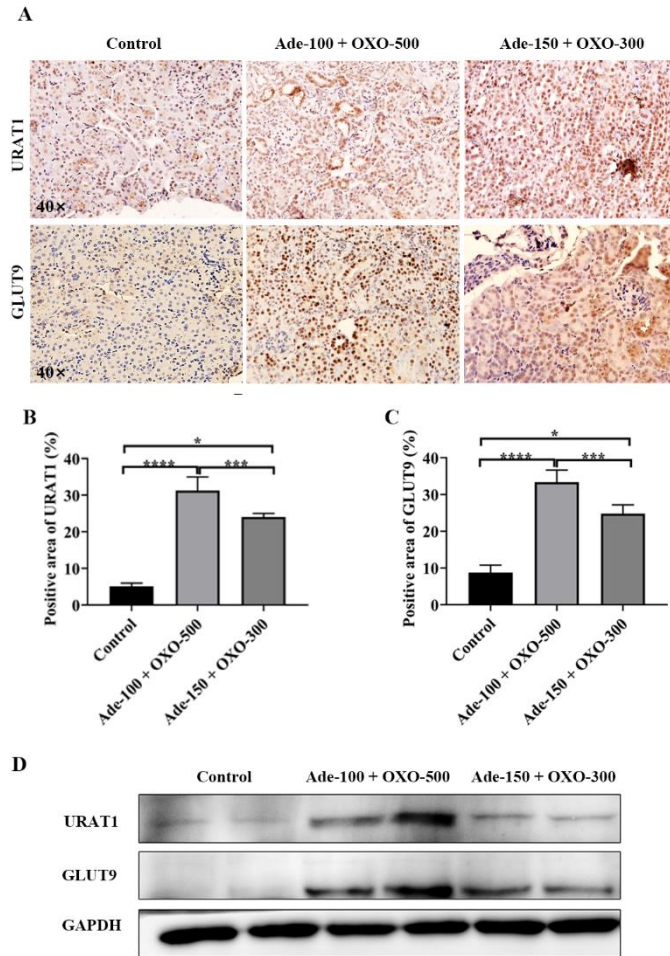 A
Control Ade-100 + OXO-500 Ade-150 + OXO-300
URAT1
40×
GLUT9
40×
B
Positive area of URAT1 (%)
40
30
20
10
0
*
**** ***
Control
Ade-100 + OXO-500
Ade-150 + OXO-300
C
Positive area of GLUT9 (%)
40
30
20
10
0
*
**** ***
Control
Ade-100 + OXO-500
Ade-150 + OXO-300
D
Control Ade-100 + OXO-500 Ade-150 + OXO-300
URAT1
GLUT9
GAPDH